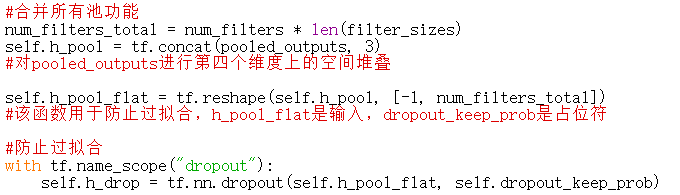 #合并所有池功能
num_filters_total = num_filters * len(filter_sizes)
self.h_pool = tf.concat(pooled_outputs, 3)
#对pooled_outputs进行第四个维度上的空间堆叠
self.h_pool_flat = tf.reshape(self.h_pool, [-1, num_filters_total])
#该函数用于防止过拟合，h_pool_flat是输入，dropout_keep_prob是占位符
#防止过拟合
with tf.name_scope("dropout"):
    self.h_drop = tf.nn.dropout(self.h_pool_flat, self.dropout_keep_prob)